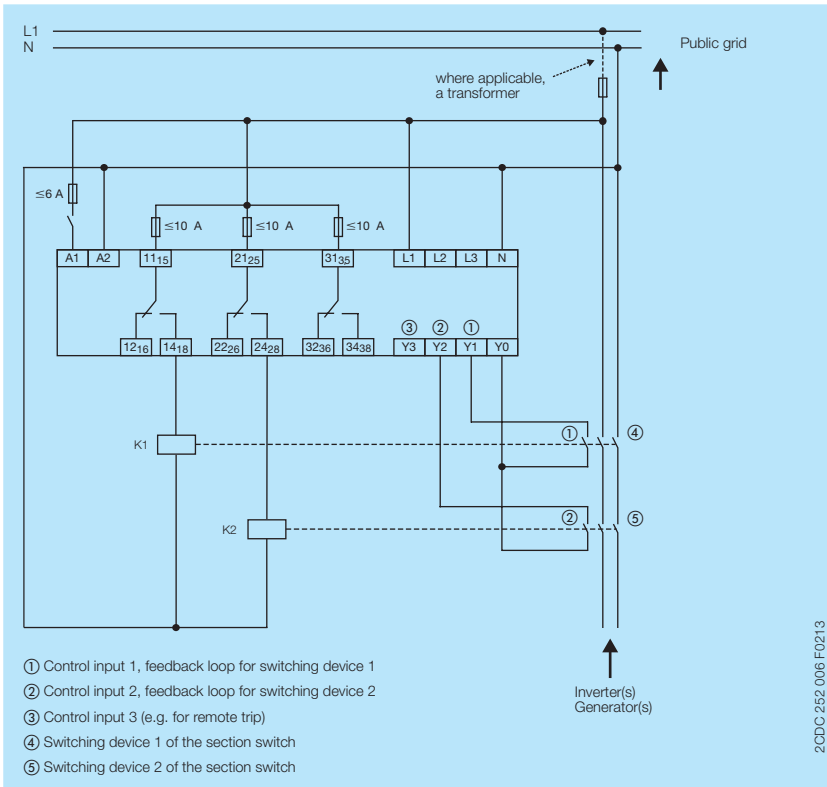 L1
N
Public grid
where applicable,
a transformer
≤6 A
≤10 A
≤10 A
≤10 A
A1 A2 1115 2125 3135 L1 L2 L3 N
③ ② ①
1216 1418 2226 2428 3236 3438 Y3 Y2 Y1 Y0
K1
① ④
K2
② ⑤
① Control input 1, feedback loop for switching device 1
② Control input 2, feedback loop for switching device 2
③ Control input 3 (e.g. for remote trip)
④ Switching device 1 of the section switch
⑤ Switching device 2 of the section switch
Inverter(s)
Generator(s)
2CDC 252 006 F0213